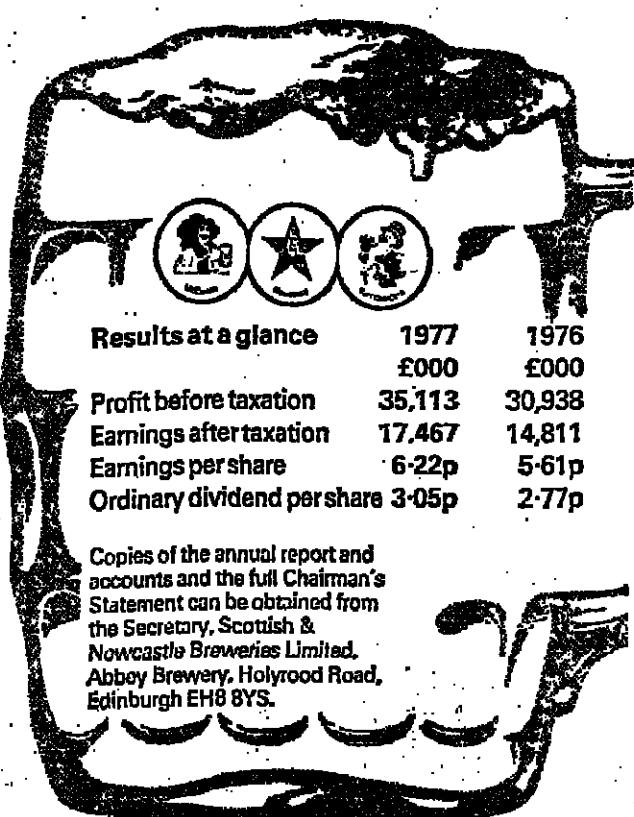 Results at a glance 1977 1976
£000 £000
Profit before taxation 35,113 30,938
Earnings after taxation 17,467 14,811
Earnings per share 6·22p 5·61p
Ordinary dividend per share 3·05p 2·77p
Copies of the annual report and
accounts and the full Chairman's
Statement can be obtained from
the Secretary, Scottish &
Newcastle Breweries Limited,
Abbey Brewery, Holyrood Road,
Edinburgh EH8 8YS.